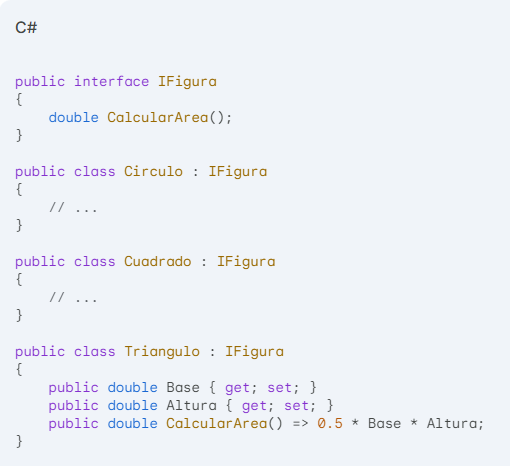 C#
public interface IFigura
{
    double CalcularArea();
}
public class Circulo : IFigura
{
    // ...
}
public class Cuadrado : IFigura
{
    // ...
}
public class Triangulo : IFigura
{
    public double Base { get; set; }
    public double Altura { get; set; }
    public double CalcularArea() => 0.5 * Base * Altura;
}